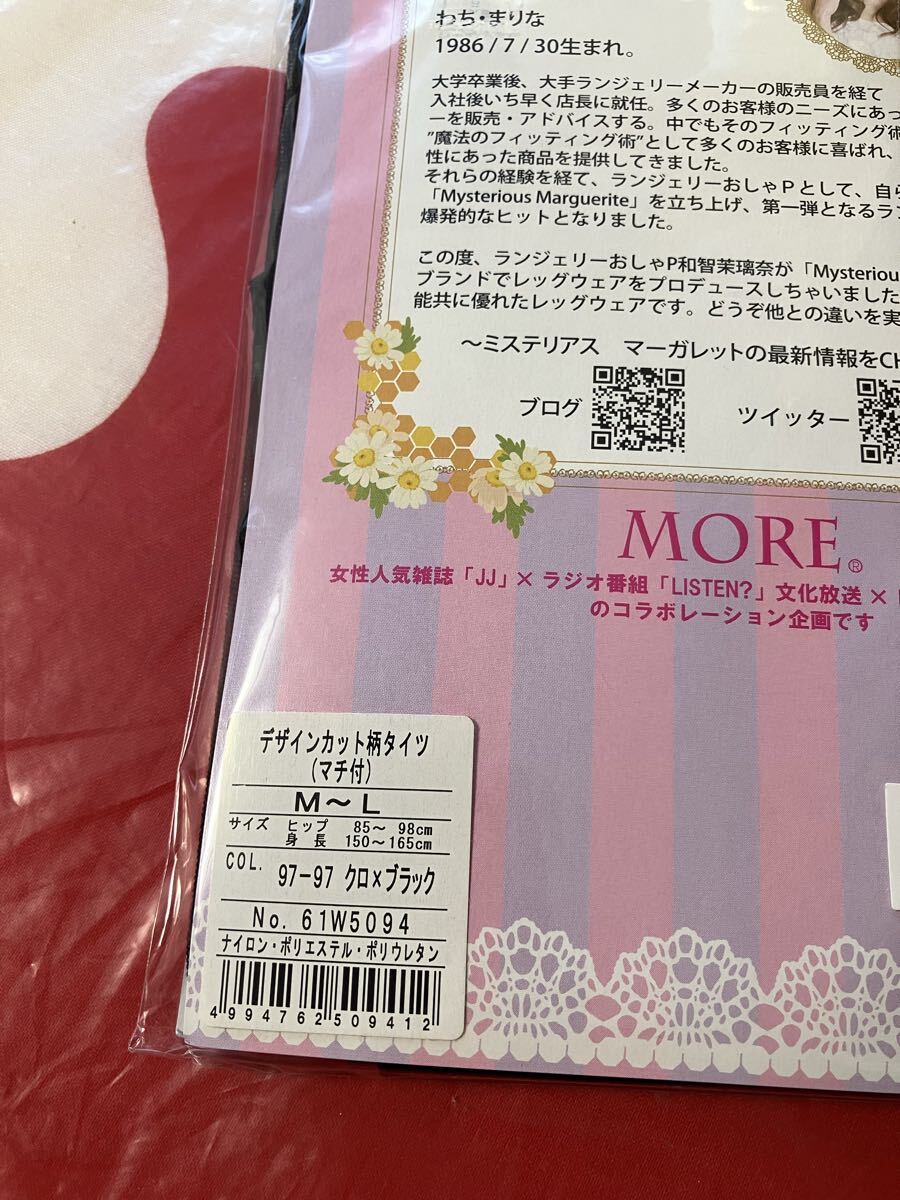 わち・まりな
1986 / 7 / 30生まれ。
大学卒業後、大手ランジェリーメーカーの販売員を経て
入社後いち早く店長に就任。多くのお客様のニーズにあっ
ーを販売・アドバイスする。中でもそのフィッティング術
”魔法のフィッティング術”として多くのお客様に喜ばれ、
性にあった商品を提供してきました。
それらの経験を経て、ランジェリーおしゃPとして、自ら
「Mysterious Marguerite」を立ち上げ、第一弾となるラン
爆発的なヒットとなりました。
この度、ランジェリーおしゃP和智茉璃奈が「Mysterious
ブランドでレッグウェアをプロデュースしちゃいました
能共に優れたレッグウェアです。どうぞ他との違いを実
～ミステリアス マーガレットの最新情報をCH
ブログ
ツイッター
MORE®
女性人気雑誌「JJ」× ラジオ番組「LISTEN?」文化放送 ×
のコラボレーション企画です
デザインカット柄タイツ
(マチ付)
M～L
サイズ ヒップ 85～ 98cm
身 長 150～165cm
COL. 97-97 クロ×ブラック
No. 61W5094
ナイロン・ポリエステル・ポリウレタン
4994762509412